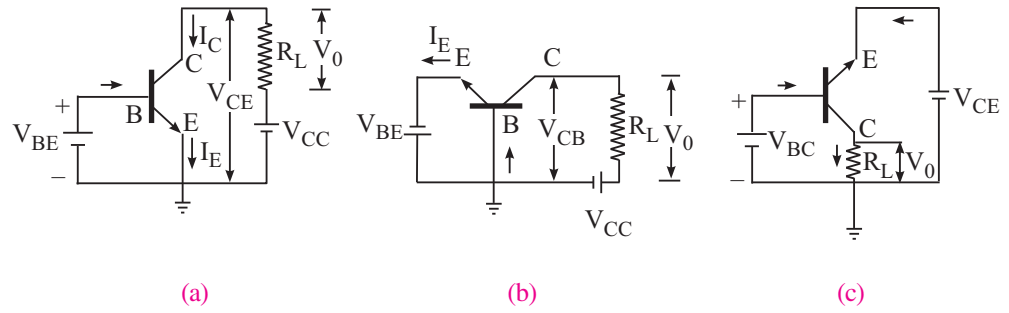 I_C
C
B
E
I_E
+
V_BE
−
V_CE
R_L
V_0
V_CC
(a)
I_E
E
C
B
V_BE
V_CB
R_L
V_0
V_CC
(b)
E
C
+
V_BC
−
R_L
V_0
V_CE
(c)